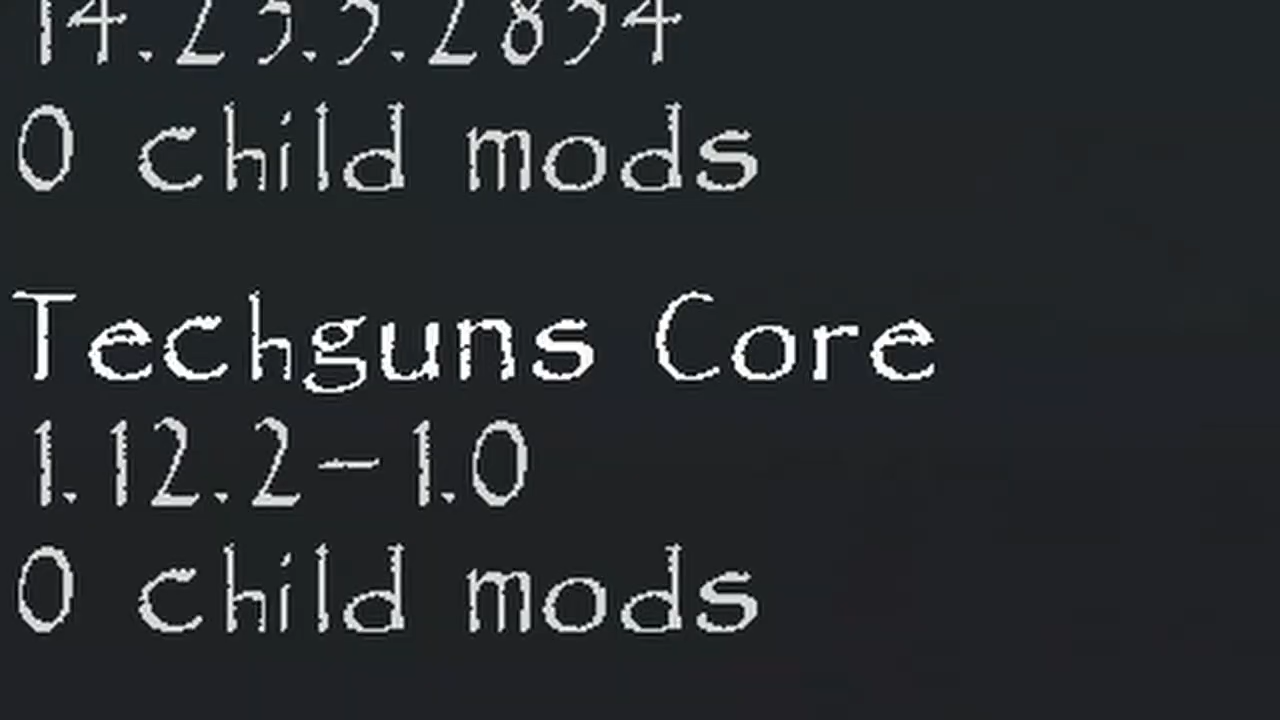 14.23.5.2854
0 child mods
Techguns Core
1.12.2-1.0
0 child mods